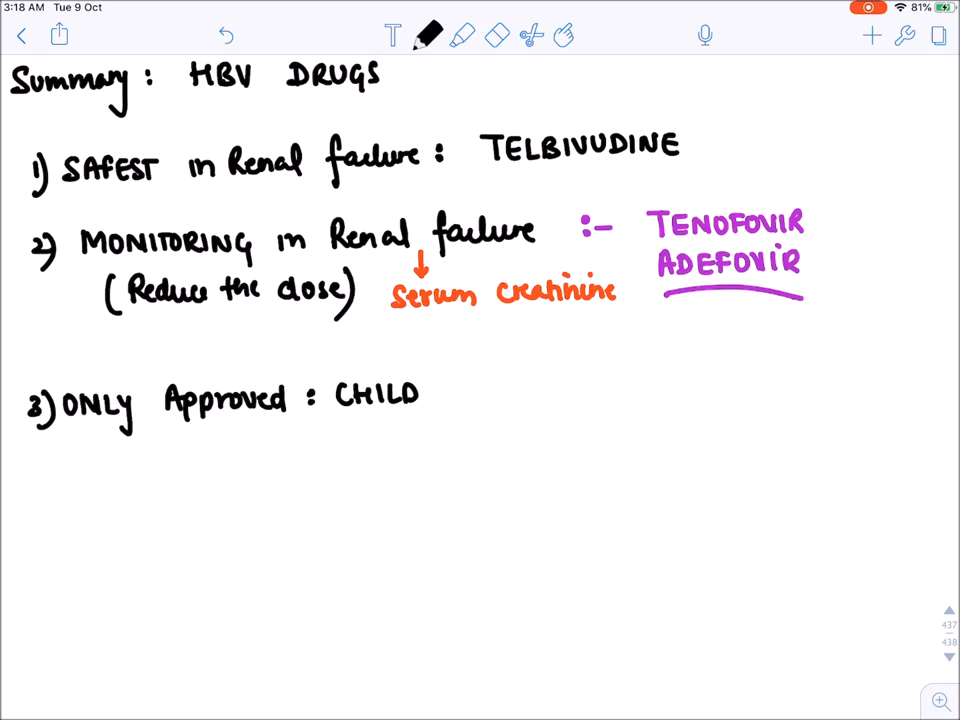 3:18 AM Tue 9 Oct 81%
T
Summary : HBV DRUGS
1) SAFEST in Renal failure : TELBIVUDINE
2) MONITORING in Renal failure :- TENOFOVIR
ADEFOVIR
(Reduce the dose) Serum creatinine
3) ONLY Approved : CHILD
437
438